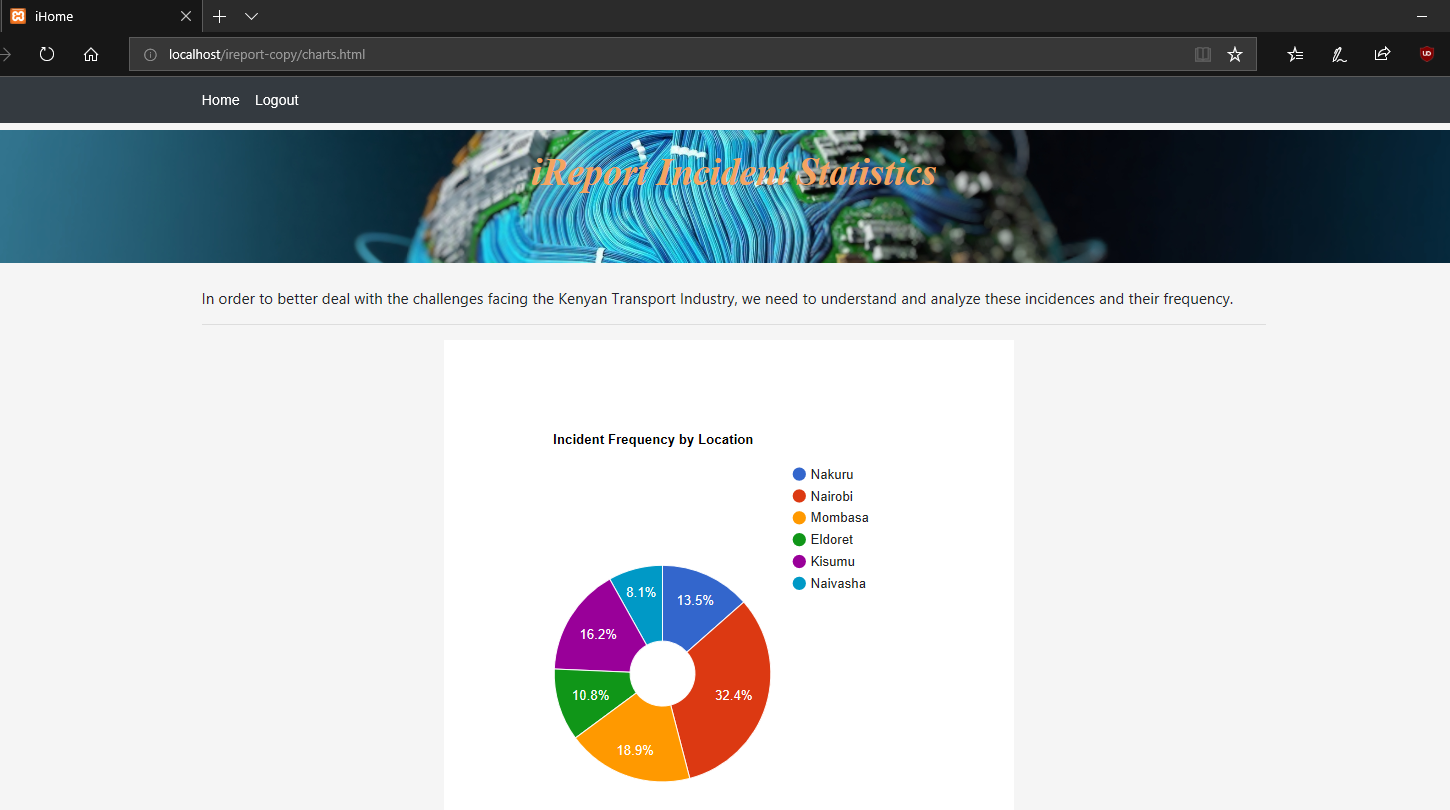 iHome
localhost/ireport-copy/charts.html
Home Logout
iReport Incident Statistics
In order to better deal with the challenges facing the Kenyan Transport Industry, we need to understand and analyze these incidences and their frequency.
Incident Frequency by Location
Nakuru
Nairobi
Mombasa
Eldoret
Kisumu
Naivasha
8.1%
13.5%
16.2%
10.8%
32.4%
18.9%